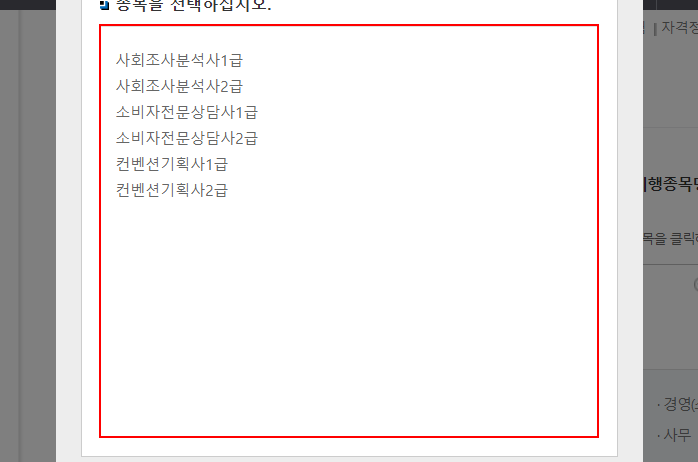 종목을 선택하십시오.
사회조사분석사1급
사회조사분석사2급
소비자전문상담사1급
소비자전문상담사2급
컨벤션기획사1급
컨벤션기획사2급
| 자격정
행종목명
목을 클릭하
· 경영(
· 사무